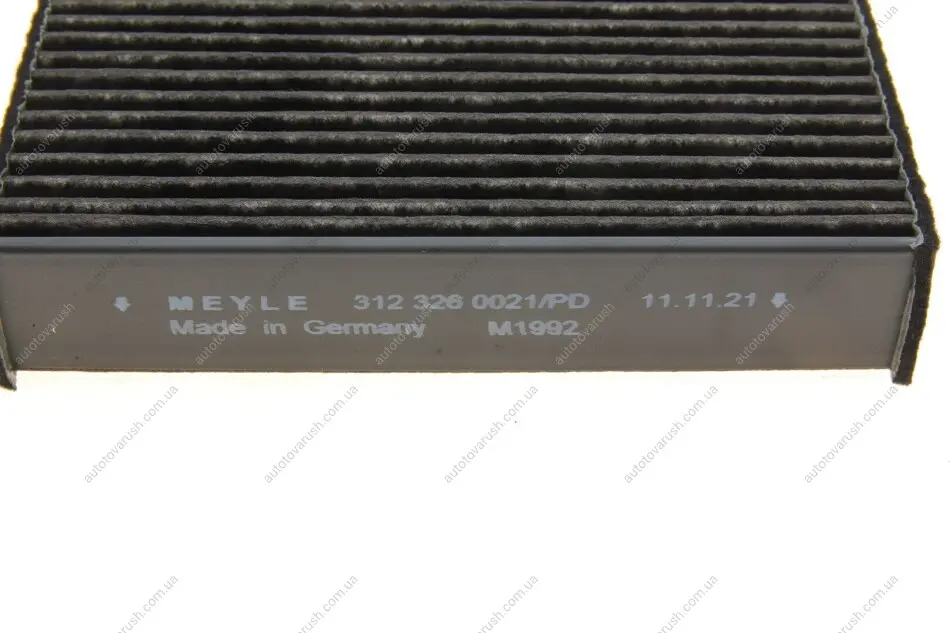 MEYLE 312 326 0021/PD 11.11.21
Made in Germany M1992
autotovarush.com.ua